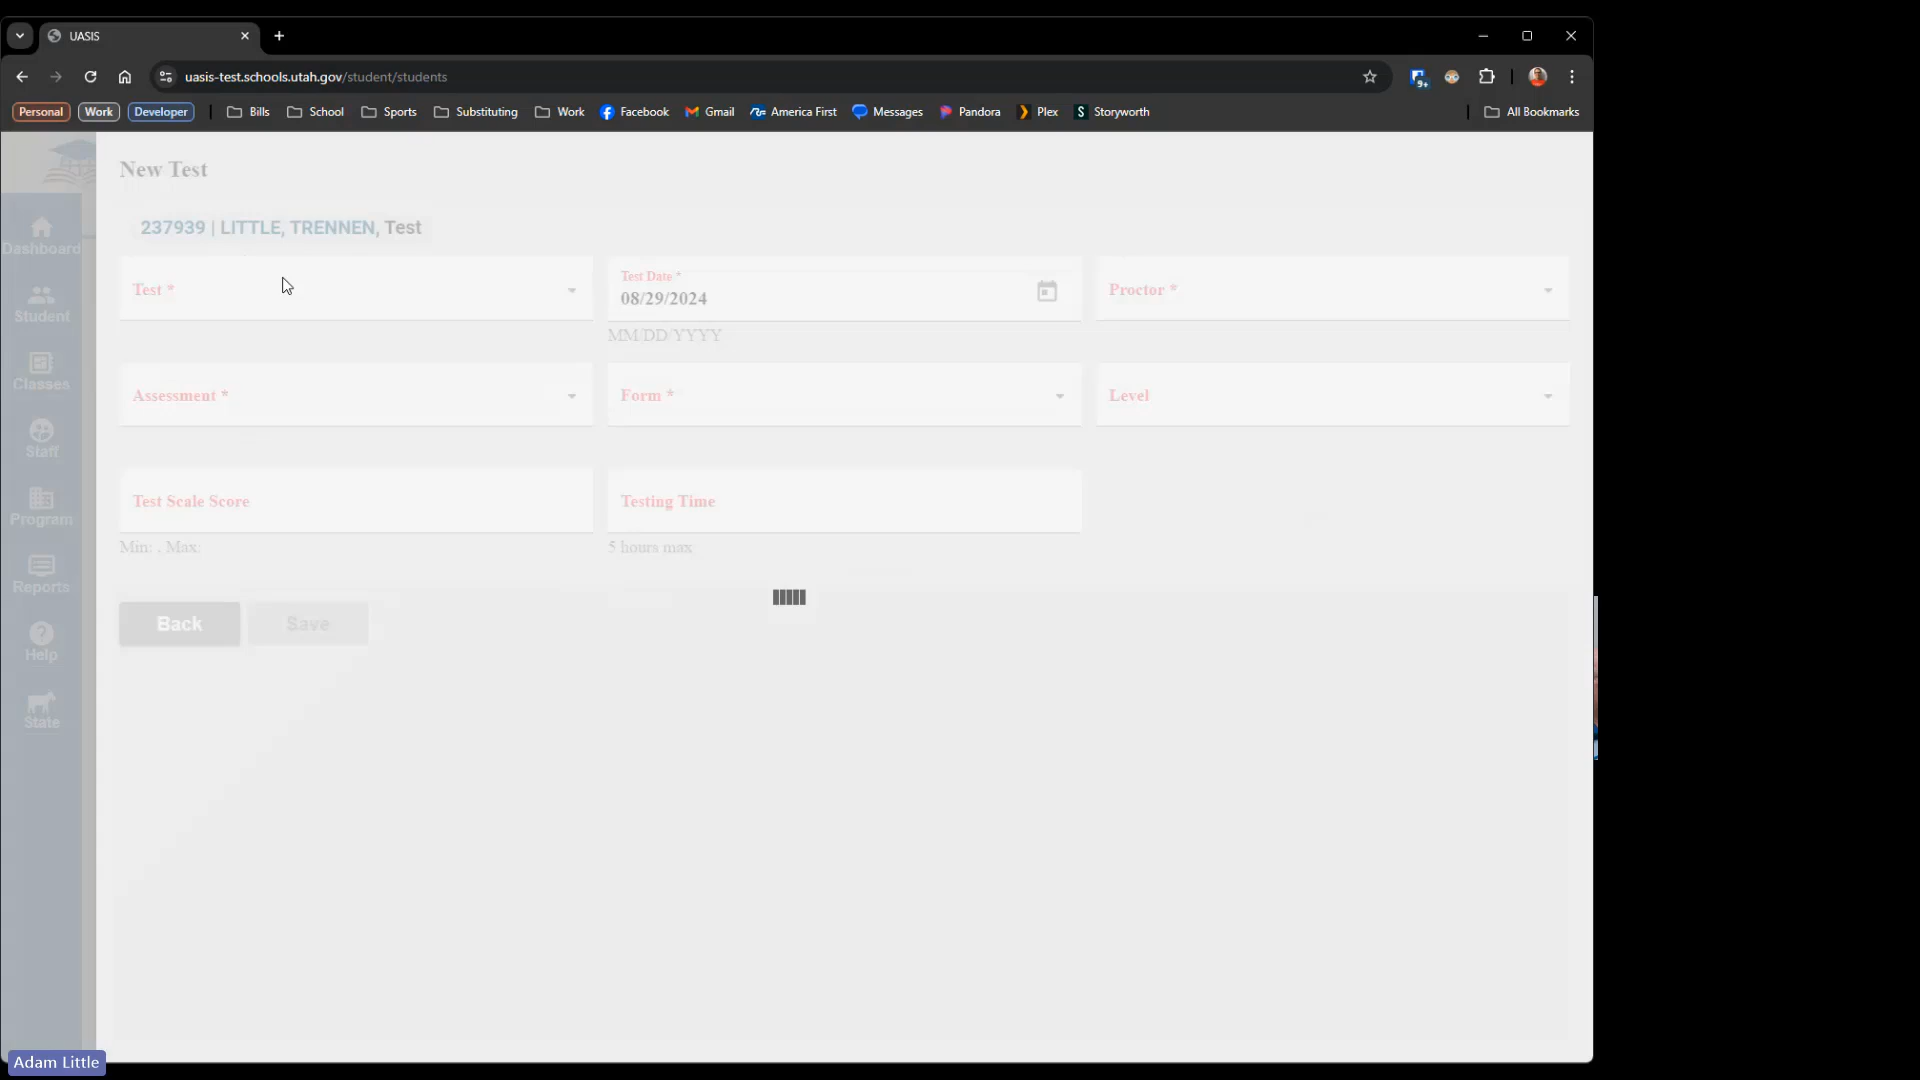 UASIS
uasis-test.schools.utah.gov/student/students
9+
Personal Work Developer Bills School Sports Substituting Work Facebook Gmail America First Messages Pandora Plex Storyworth All Bookmarks
New Test
237939 | LITTLE, TRENNEN, Test
Dashboard
Student
Classes
Staff
Program
Reports
Help
State
Test *
Test Date *
08/29/2024
MM/DD/YYYY
Proctor *
Assessment *
Form *
Level
Test Scale Score
Min: . Max:
Testing Time
5 hours max
Back
Save
Adam Little